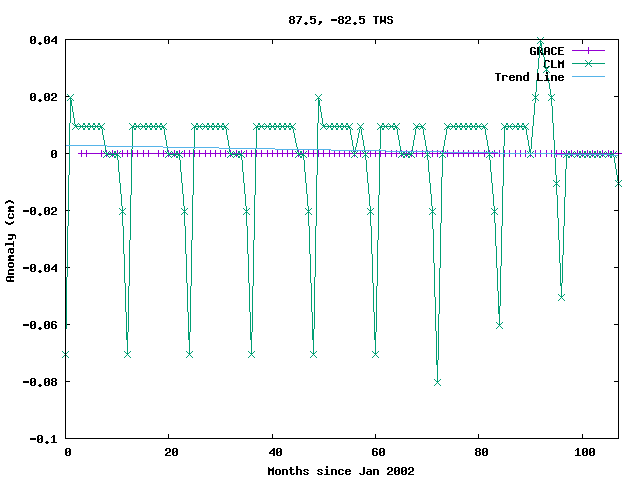 87.5, -82.5 TWS
GRACE
CLM
Trend Line
0.04
0.02
0
-0.02
-0.04
-0.06
-0.08
-0.1
Anomaly (cm)
0 20 40 60 80 100
Months since Jan 2002